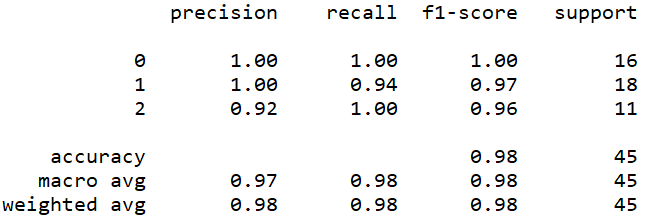 precision recall f1-score support
0 1.00 1.00 1.00 16
1 1.00 0.94 0.97 18
2 0.92 1.00 0.96 11
accuracy 0.98 45
macro avg 0.97 0.98 0.98 45
weighted avg 0.98 0.98 0.98 45